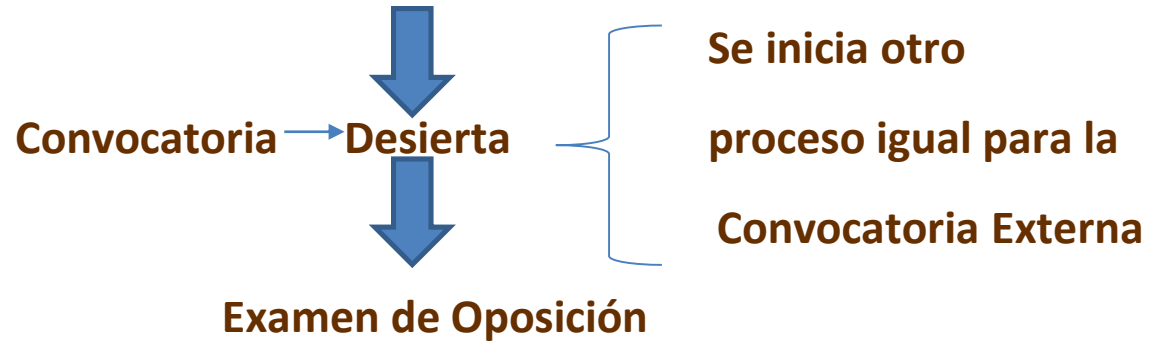 Se inicia otro
Convocatoria Desierta
proceso igual para la
Convocatoria Externa
Examen de Oposición